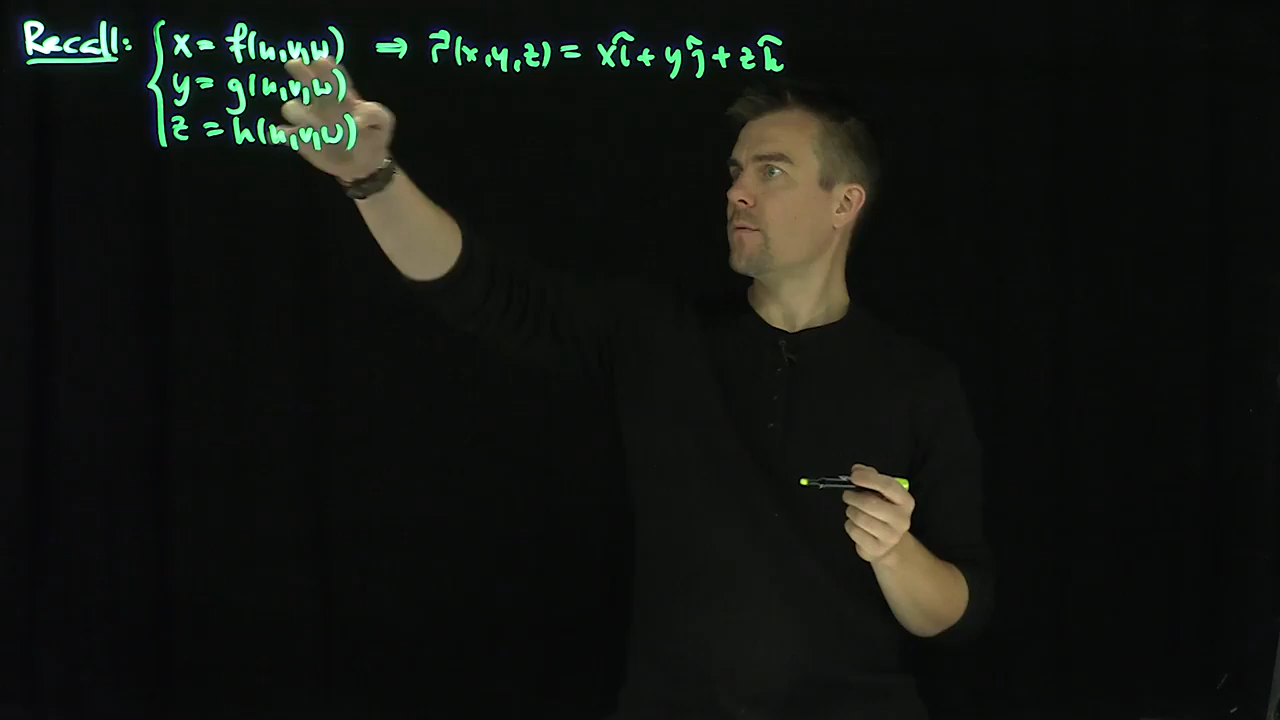 Recall: x = f(u,v,w) ⇒ r⃗(x,y,z) = xî + yĵ + zk̂
y = g(u,v,w)
z = h(u,v,w)